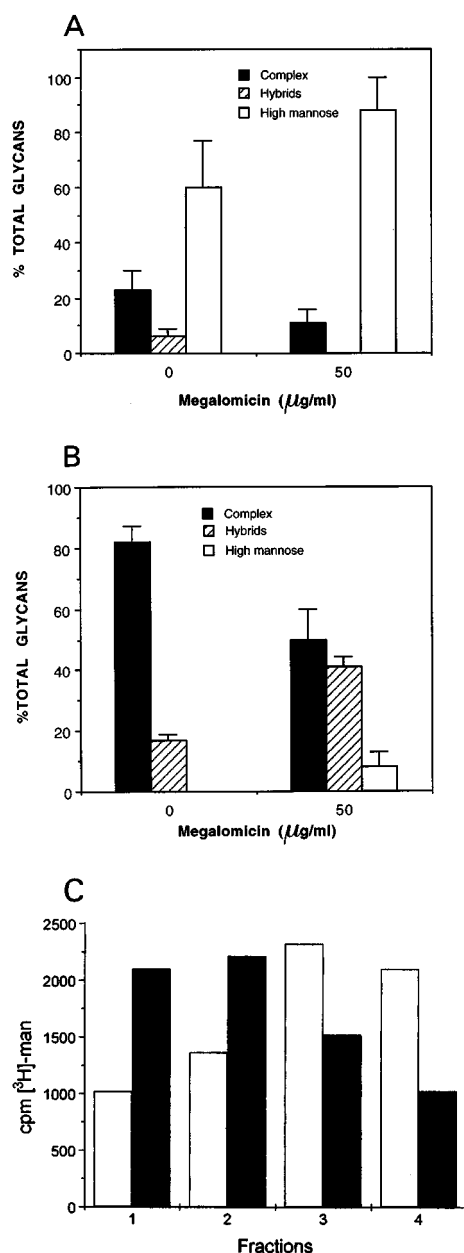 A
% TOTAL GLYCANS
100
80
60
40
20
0
Complex
Hybrids
High mannose
0
50
Megalomicin (μg/ml)
B
%TOTAL GLYCANS
100
80
60
40
20
0
Complex
Hybrids
High mannose
0
50
Megalomicin (μg/ml)
C
cpm [³H]-man
2500
2250
1500
1000
500
0
1
2
3
4
Fractions